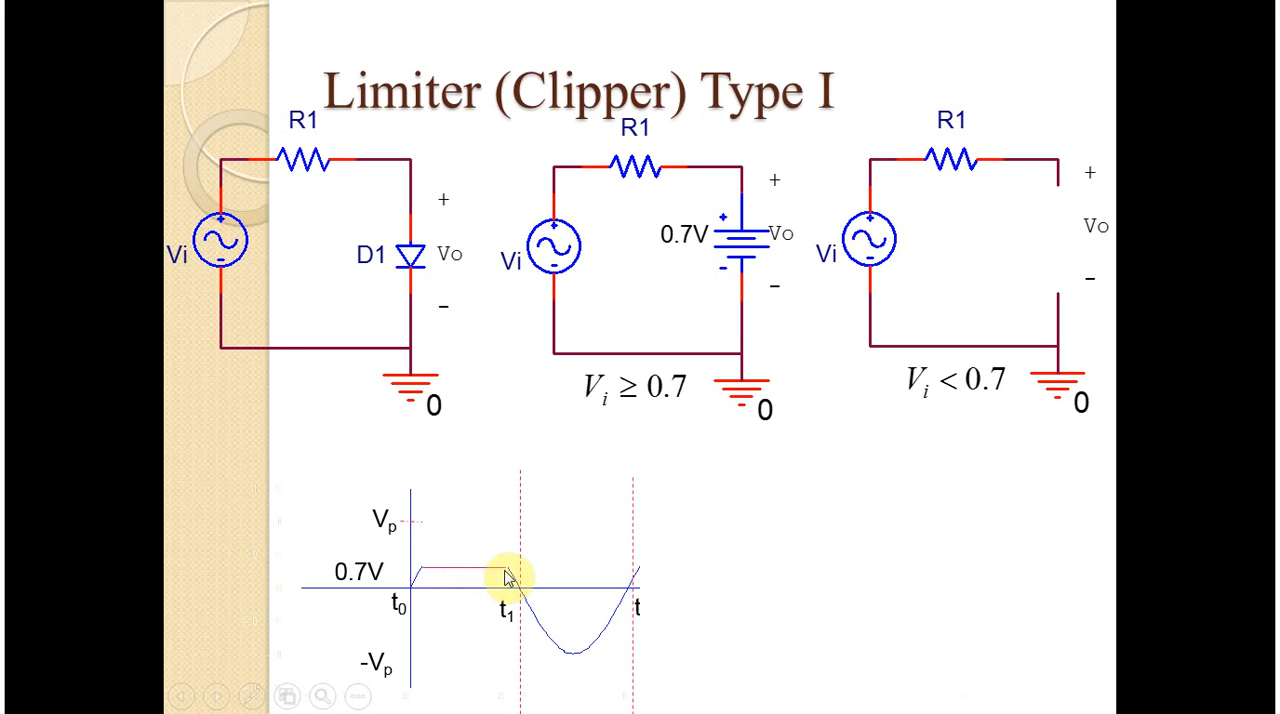 Limiter (Clipper) Type I
R1
Vi
D1
+
Vo
-
0
R1
Vi
+
0.7V
-
+
Vo
-
0
Vi ≥ 0.7
R1
Vi
+
Vo
-
0
Vi < 0.7
Vp
0.7V
t0
t1
t
-Vp